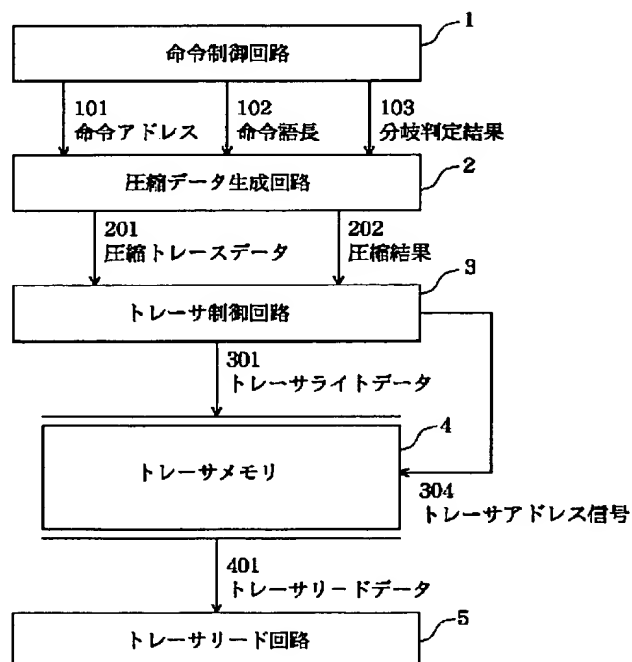 1
命令制御回路
101 102 103
命令アドレス 命令語長 分岐判定結果
圧縮データ生成回路
2
201 202
圧縮トレースデータ 圧縮結果
3
トレーサ制御回路
301
トレーサライトデータ
4
トレーサメモリ
304
トレーサアドレス信号
401
トレーサリードデータ
5
トレーサリード回路